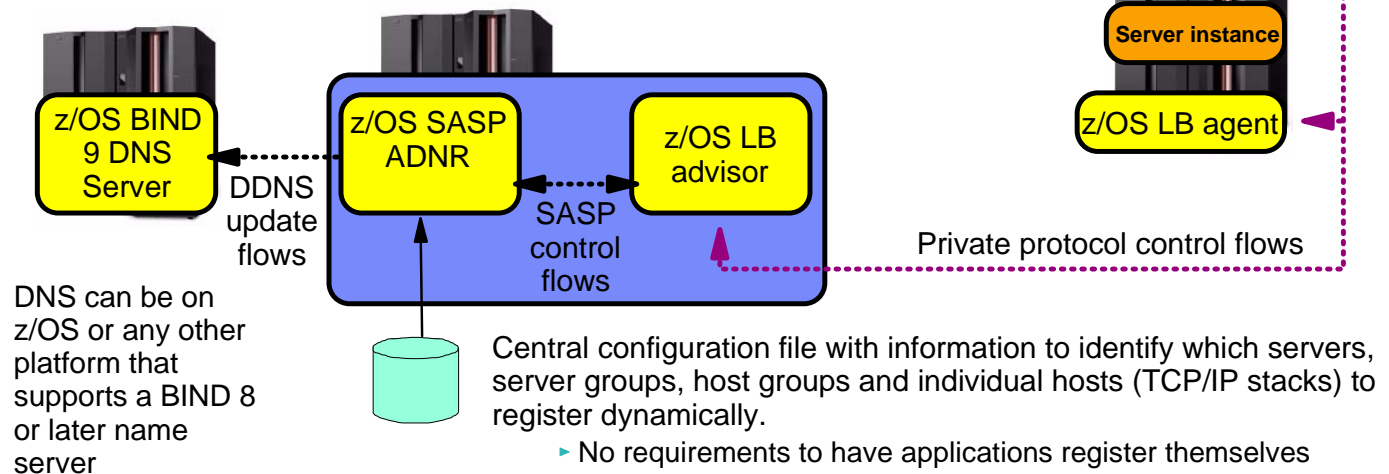 Server instance
z/OS BIND
9 DNS
Server
z/OS SASP
ADNR
z/OS LB
advisor
z/OS LB agent
DDNS
update
flows
SASP
control
flows
Private protocol control flows
DNS can be on
z/OS or any other
platform that
supports a BIND 8
or later name
server
Central configuration file with information to identify which servers,
server groups, host groups and individual hosts (TCP/IP stacks) to
register dynamically.
► No requirements to have applications register themselves